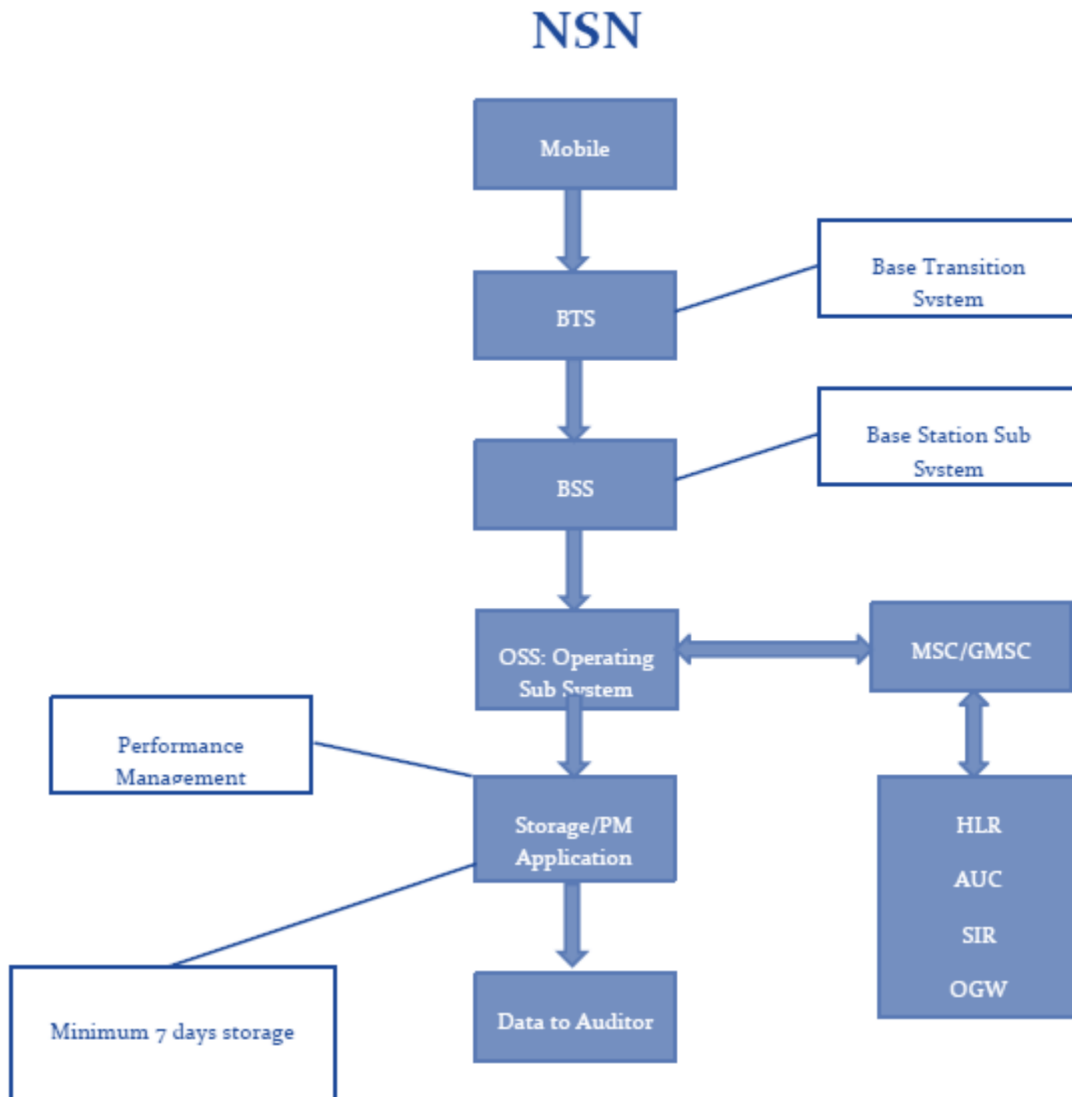 NSN
Mobile
Base Transition
System
BTS
Base Station Sub
System
BSS
OSS: Operating
Sub System
MSC/GMSC
Performance
Management
Storage/PM
Application
HLR
AUC
SIR
OGW
Minimum 7 days storage
Data to Auditor